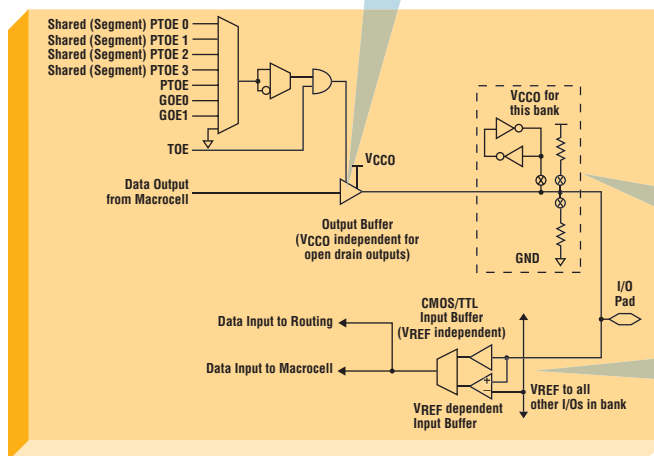 Shared (Segment) PTOE 0
Shared (Segment) PTOE 1
Shared (Segment) PTOE 2
Shared (Segment) PTOE 3
PTOE
GOE0
GOE1
TOE
VCCO for
this bank
VCCO
Data Output
from Macrocell
Output Buffer
(VCCO independent for
open drain outputs)
GND
I/O
Pad
CMOS/TTL
Input Buffer
(VREF independent)
Data Input to Routing
Data Input to Macrocell
+
–
VREF to all
other I/Os in bank
VREF dependent
Input Buffer